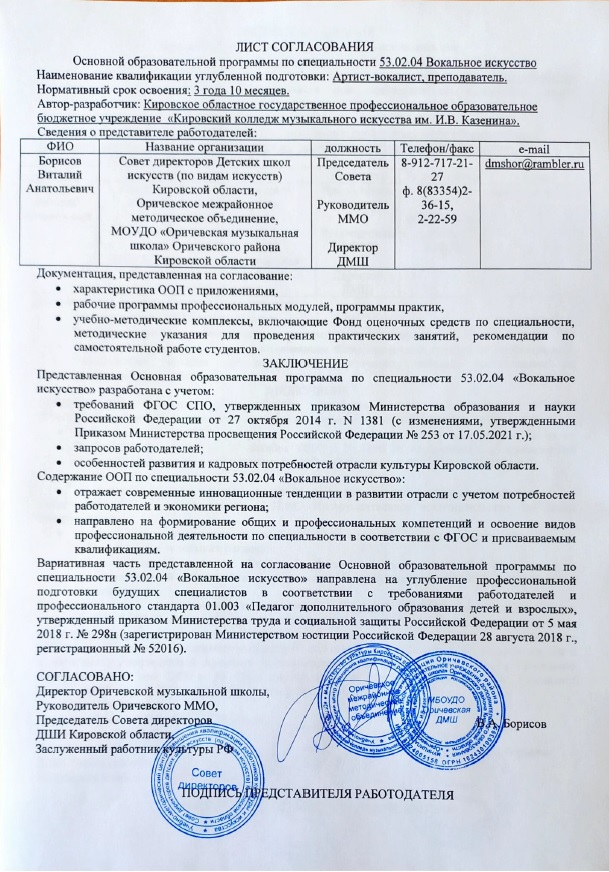 ЛИСТ СОГЛАСОВАНИЯ
Основной образовательной программы по специальности 53.02.04 Вокальное искусство
Наименование квалификации углубленной подготовки: Артист-вокалист, преподаватель.
Нормативный срок освоения: 3 года 10 месяцев.
Автор-разработчик: Кировское областное государственное профессиональное образовательное
бюджетное учреждение «Кировский колледж музыкального искусства им. И.В. Казенина».
Сведения о представителе работодателей:
ФИО Название организации должность Телефон/факс e-mail
Борисов Совет директоров Детских школ Председатель 8-912-717-21- dmshor@rambler.ru
Виталий искусств (по видам искусств) Совета 27
Анатольевич Кировской области, ф. 8(83354)2-
Оричевское межрайонное Руководитель 36-15,
методическое объединение, ММО 2-22-59
МОУДО «Оричевская музыкальная
школа» Оричевского района Директор
Кировской области ДМШ
Документация, представленная на согласование:
• характеристика ООП с приложениями,
• рабочие программы профессиональных модулей, программы практик,
• учебно-методические комплексы, включающие Фонд оценочных средств по специальности,
методические указания для проведения практических занятий, рекомендации по
самостоятельной работе студентов.
ЗАКЛЮЧЕНИЕ
Представленная Основная образовательная программа по специальности 53.02.04 «Вокальное
искусство» разработана с учетом:
• требований ФГОС СПО, утвержденных приказом Министерства образования и науки
Российской Федерации от 27 октября 2014 г. N 1381 (с изменениями, утвержденными
Приказом Министерства просвещения Российской Федерации № 253 от 17.05.2021 г.);
• запросов работодателей;
• особенностей развития и кадровых потребностей отрасли культуры Кировской области.
Содержание ООП по специальности 53.02.04 «Вокальное искусство»:
• отражает современные инновационные тенденции в развитии отрасли с учетом потребностей
работодателей и экономики региона;
• направлено на формирование общих и профессиональных компетенций и освоение видов
профессиональной деятельности по специальности в соответствии с ФГОС и присваиваемым
квалификациям.
Вариативная часть представленной на согласование Основной образовательной программы по
специальности 53.02.04 «Вокальное искусство» направлена на углубление профессиональной
подготовки будущих специалистов в соответствии с требованиями работодателей и
профессионального стандарта 01.003 «Педагог дополнительного образования детей и взрослых»,
утвержденный приказом Министерства труда и социальной защиты Российской Федерации от 5 мая
2018 г. № 298н (зарегистрирован Министерством юстиции Российской Федерации 28 августа 2018 г.,
регистрационный № 52016).
СОГЛАСОВАНО:
Директор Оричевской музыкальной школы,
Руководитель Оричевского ММО,
Председатель Совета директоров
ДШИ Кировской области,
Заслуженный работник культуры РФ
В.А. Борисов
Оричевское
межрайонное
методическое
объединение
МБОУДО
Оричевская
ДМШ
Совет
директоров
ПОДПИСЬ ПРЕДСТАВИТЕЛЯ РАБОТОДАТЕЛЯ